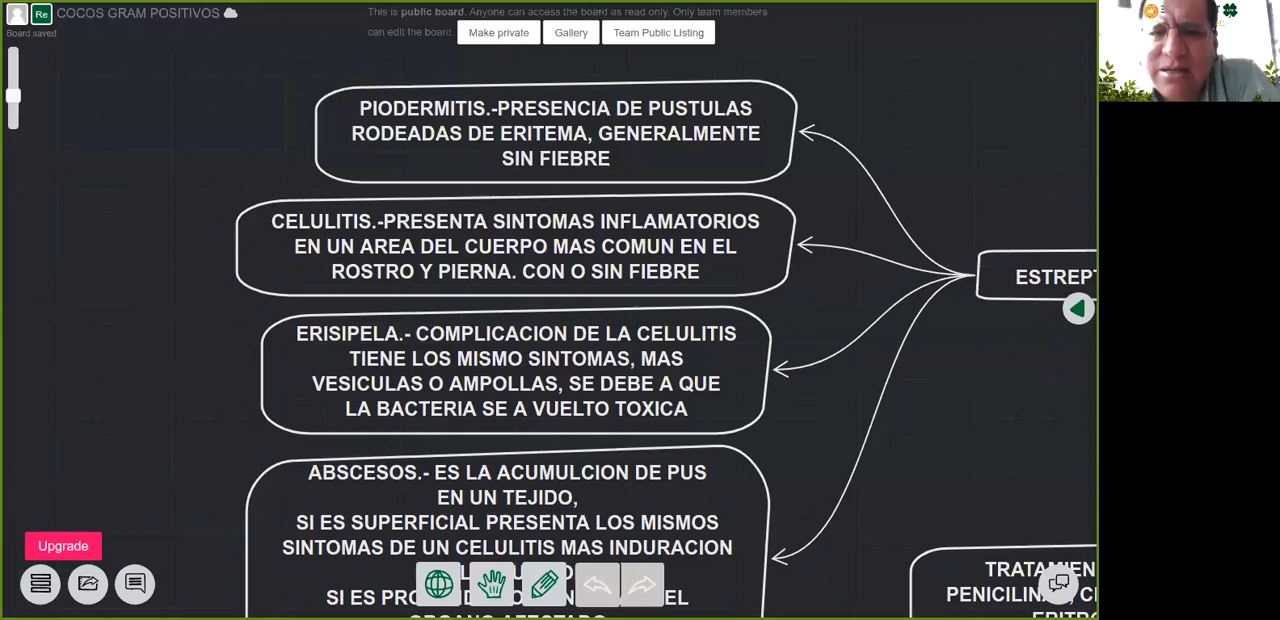 Re COCOS GRAM POSITIVOS
Board saved
This is public board. Anyone can access the board as read only. Only team members
can edit the board. Make private Gallery Team Public Listing
PIODERMITIS.-PRESENCIA DE PUSTULAS
RODEADAS DE ERITEMA, GENERALMENTE
SIN FIEBRE
CELULITIS.-PRESENTA SINTOMAS INFLAMATORIOS
EN UN AREA DEL CUERPO MAS COMUN EN EL
ROSTRO Y PIERNA. CON O SIN FIEBRE
ERISIPELA.- COMPLICACION DE LA CELULITIS
TIENE LOS MISMO SINTOMAS, MAS
VESICULAS O AMPOLLAS, SE DEBE A QUE
LA BACTERIA SE A VUELTO TOXICA
ABSCESOS.- ES LA ACUMULCION DE PUS
EN UN TEJIDO,
SI ES SUPERFICIAL PRESENTA LOS MISMOS
SINTOMAS DE UN CELULITIS MAS INDURACION
SI ES
EL
ESTREPT
TRATAMIEN
PENICILINA, C
Upgrade